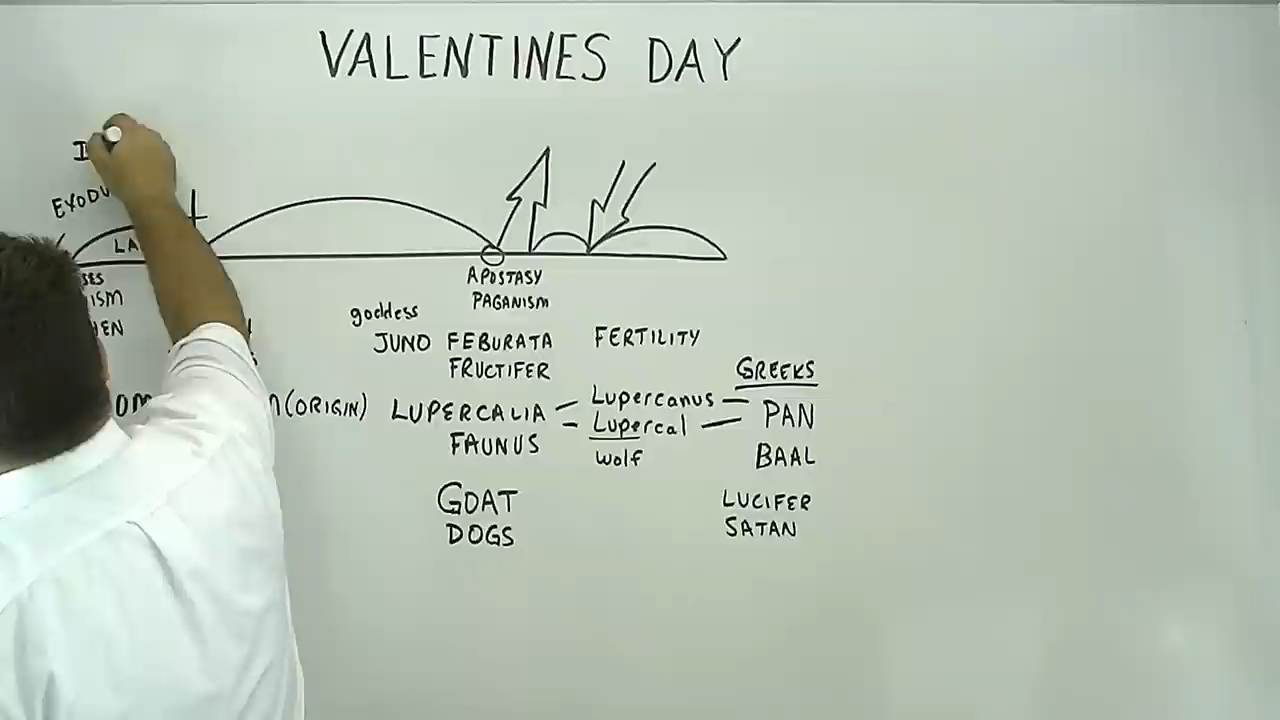 VALENTINES DAY
APOSTASY
PAGANISM
goddess
JUNO FEBURATA FERTILITY
FRUCTIFER
GREEKS
(ORIGIN) LUPERCALIA Lupercanus PAN
FAUNUS Lupercal
wolf BAAL
GOAT LUCIFER
DOGS SATAN